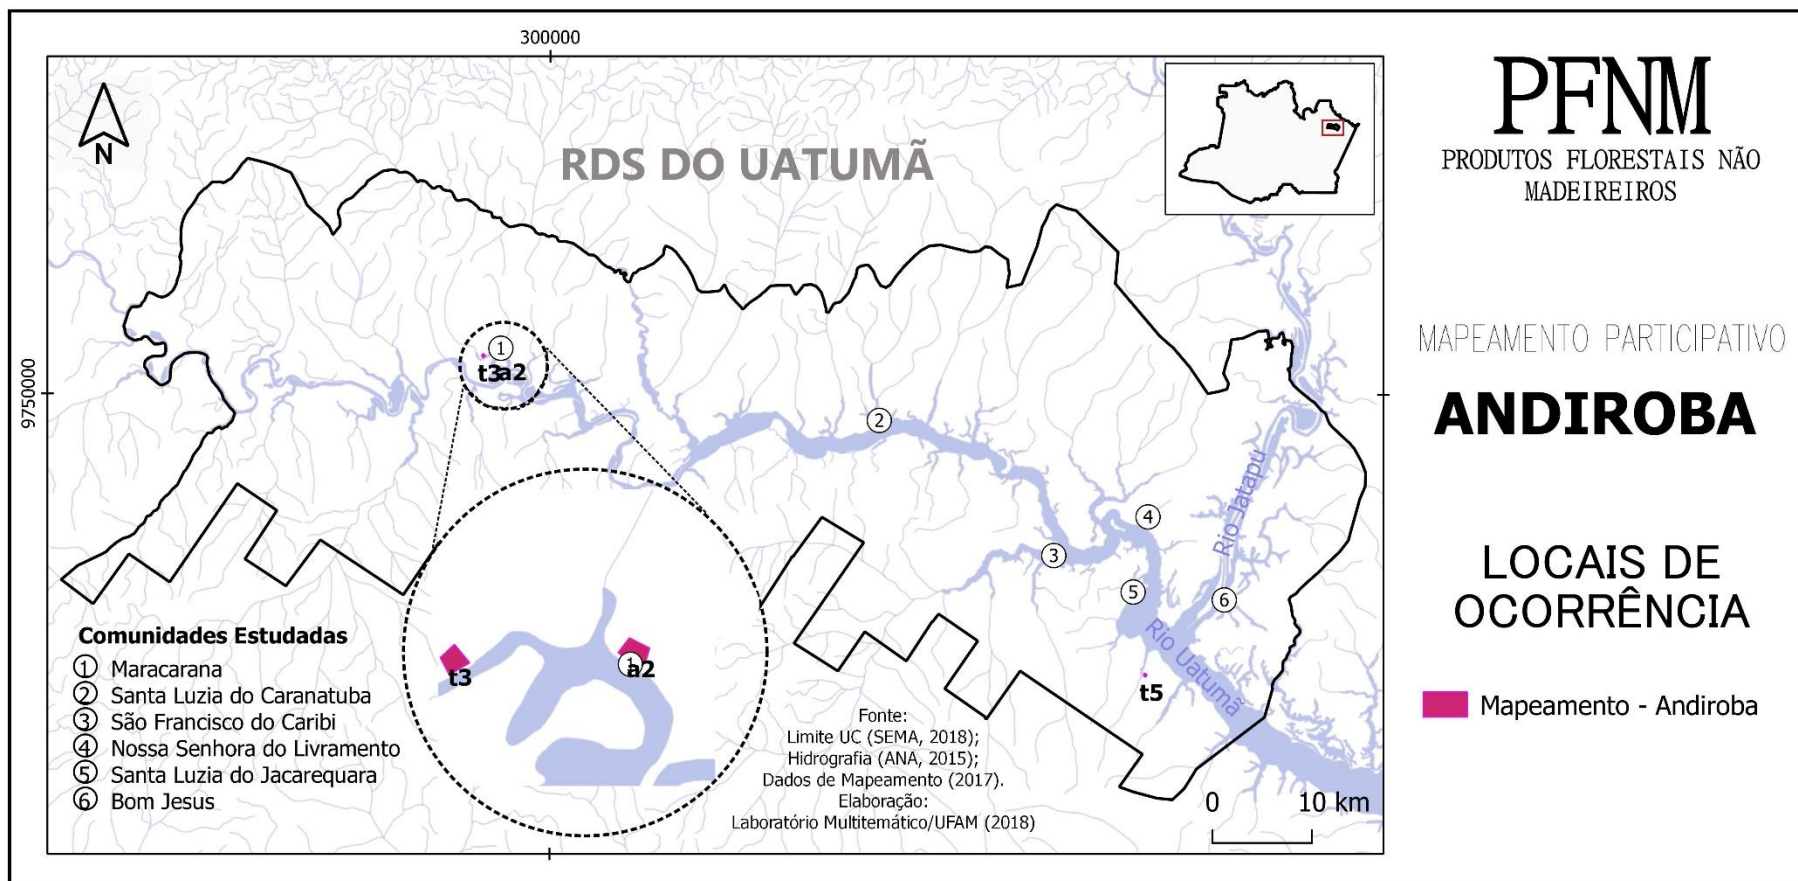 300000
9750000
N
RDS DO UATUMÃ
1
t3
a2
2
3
4
5
6
Rio Jatapú
Rio Uatumã
t5
t3
1
a2
Comunidades Estudadas
1 Maracarana
2 Santa Luzia do Caranatuba
3 São Francisco do Caribi
4 Nossa Senhora do Livramento
5 Santa Luzia do Jacarequara
6 Bom Jesus
Fonte:
Limite UC (SEMA, 2018);
Hidrografia (ANA, 2015);
Dados de Mapeamento (2017).
Elaboração:
Laboratório Multitemático/UFAM (2018)
0 10 km
PFNM
PRODUTOS FLORESTAIS NÃO
MADEIREIROS
MAPEAMENTO PARTICIPATIVO
ANDIROBA
LOCAIS DE
OCORRÊNCIA
Mapeamento - Andiroba